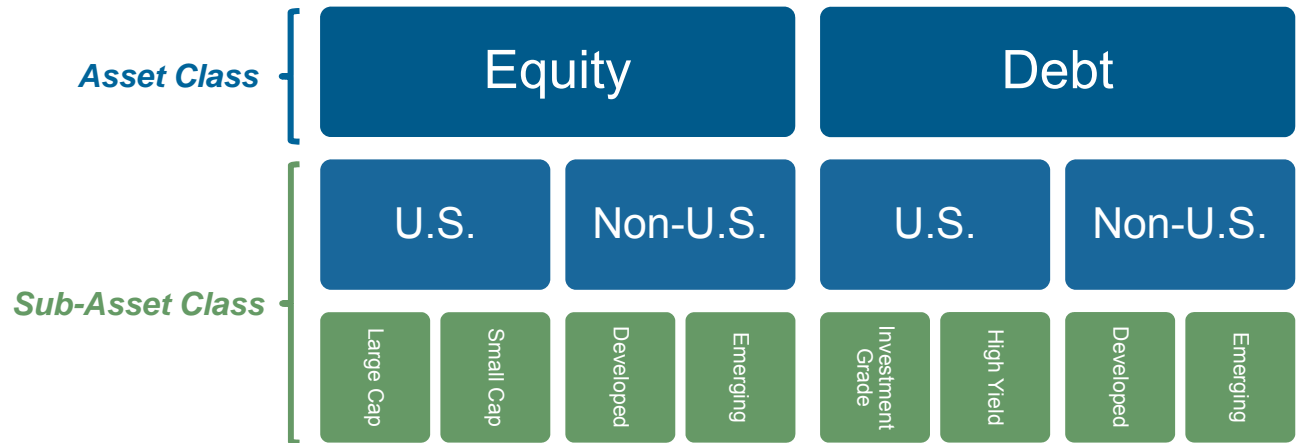 Asset Class
Equity
Debt
Sub-Asset Class
U.S.
Non-U.S.
U.S.
Non-U.S.
Large Cap
Small Cap
Developed
Emerging
Investment
Grade
High Yield
Developed
Emerging